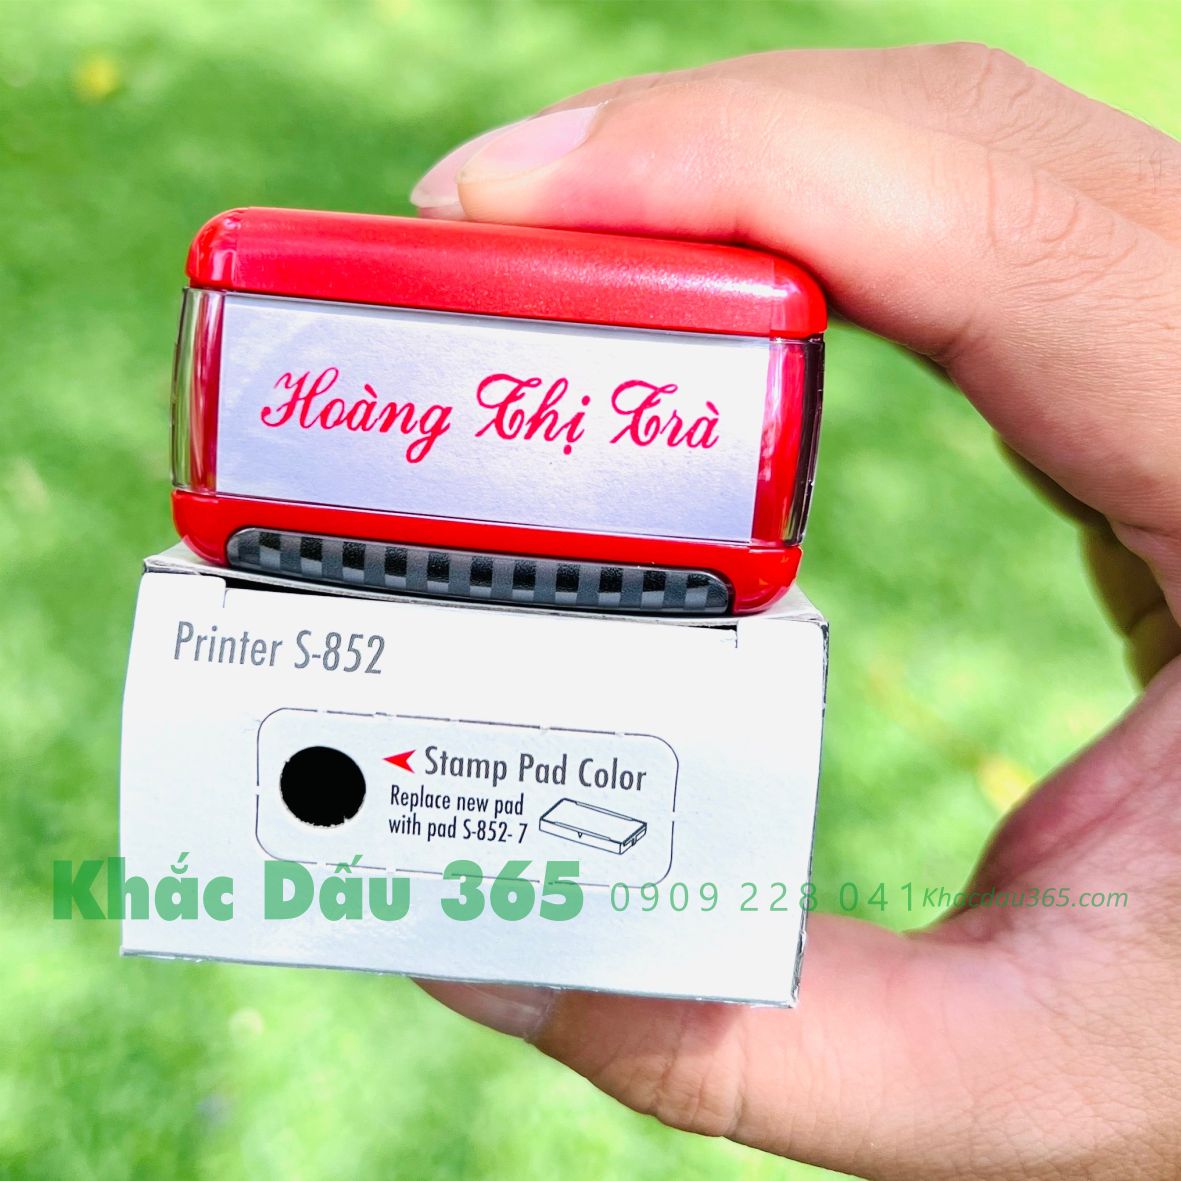 Hoàng Thị Trà
Printer S-852
Stamp Pad Color
Replace new pad
with pad S-852-7
Khắc Dấu 365 0909 228 041 Khacdau365.com